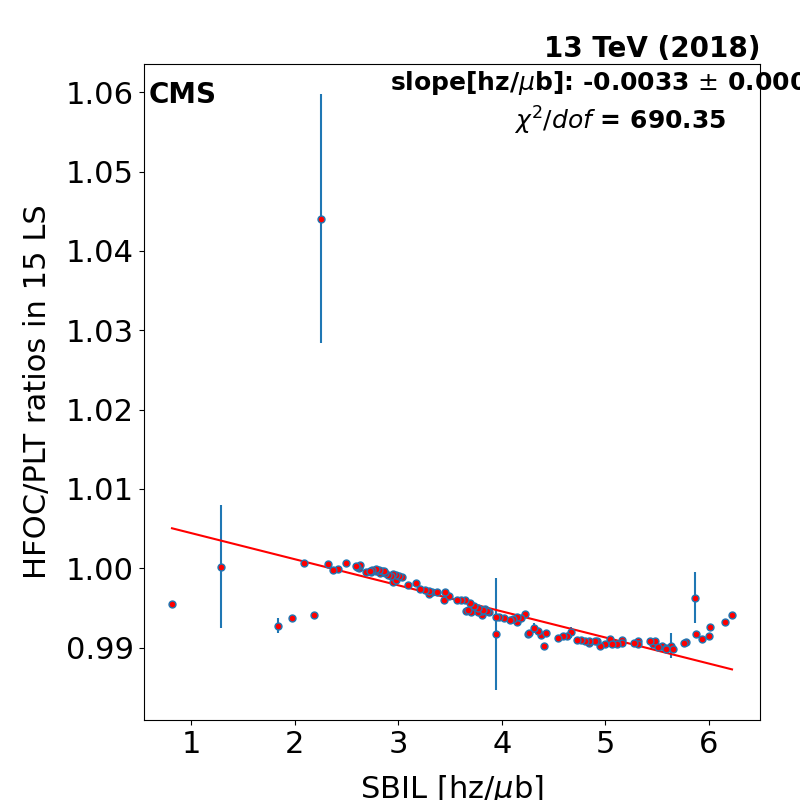 13 TeV (2018)
CMS
slope[hz/μb]: -0.0033 ± 0.000
χ²/dof = 690.35
1.06
1.05
1.04
1.03
1.02
1.01
1.00
0.99
HFOC/PLT ratios in 15 LS
1 2 3 4 5 6
SBIL [hz/μb]